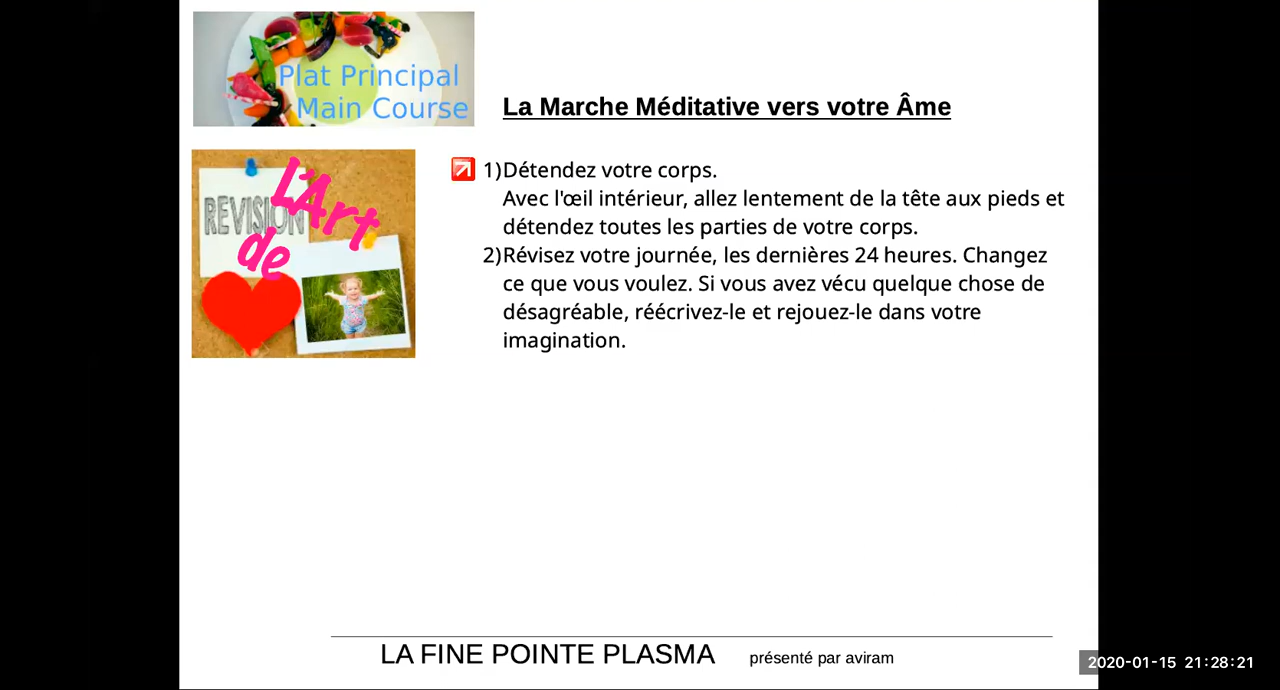 Plat Principal
Main Course
La Marche Méditative vers votre Âme
L'Art
REVISION
de
1)Détendez votre corps.
Avec l'œil intérieur, allez lentement de la tête aux pieds et
détendez toutes les parties de votre corps.
2)Révisez votre journée, les dernières 24 heures. Changez
ce que vous voulez. Si vous avez vécu quelque chose de
désagréable, réécrivez-le et rejouez-le dans votre
imagination.
LA FINE POINTE PLASMA présenté par aviram
2020-01-15 21:28:21